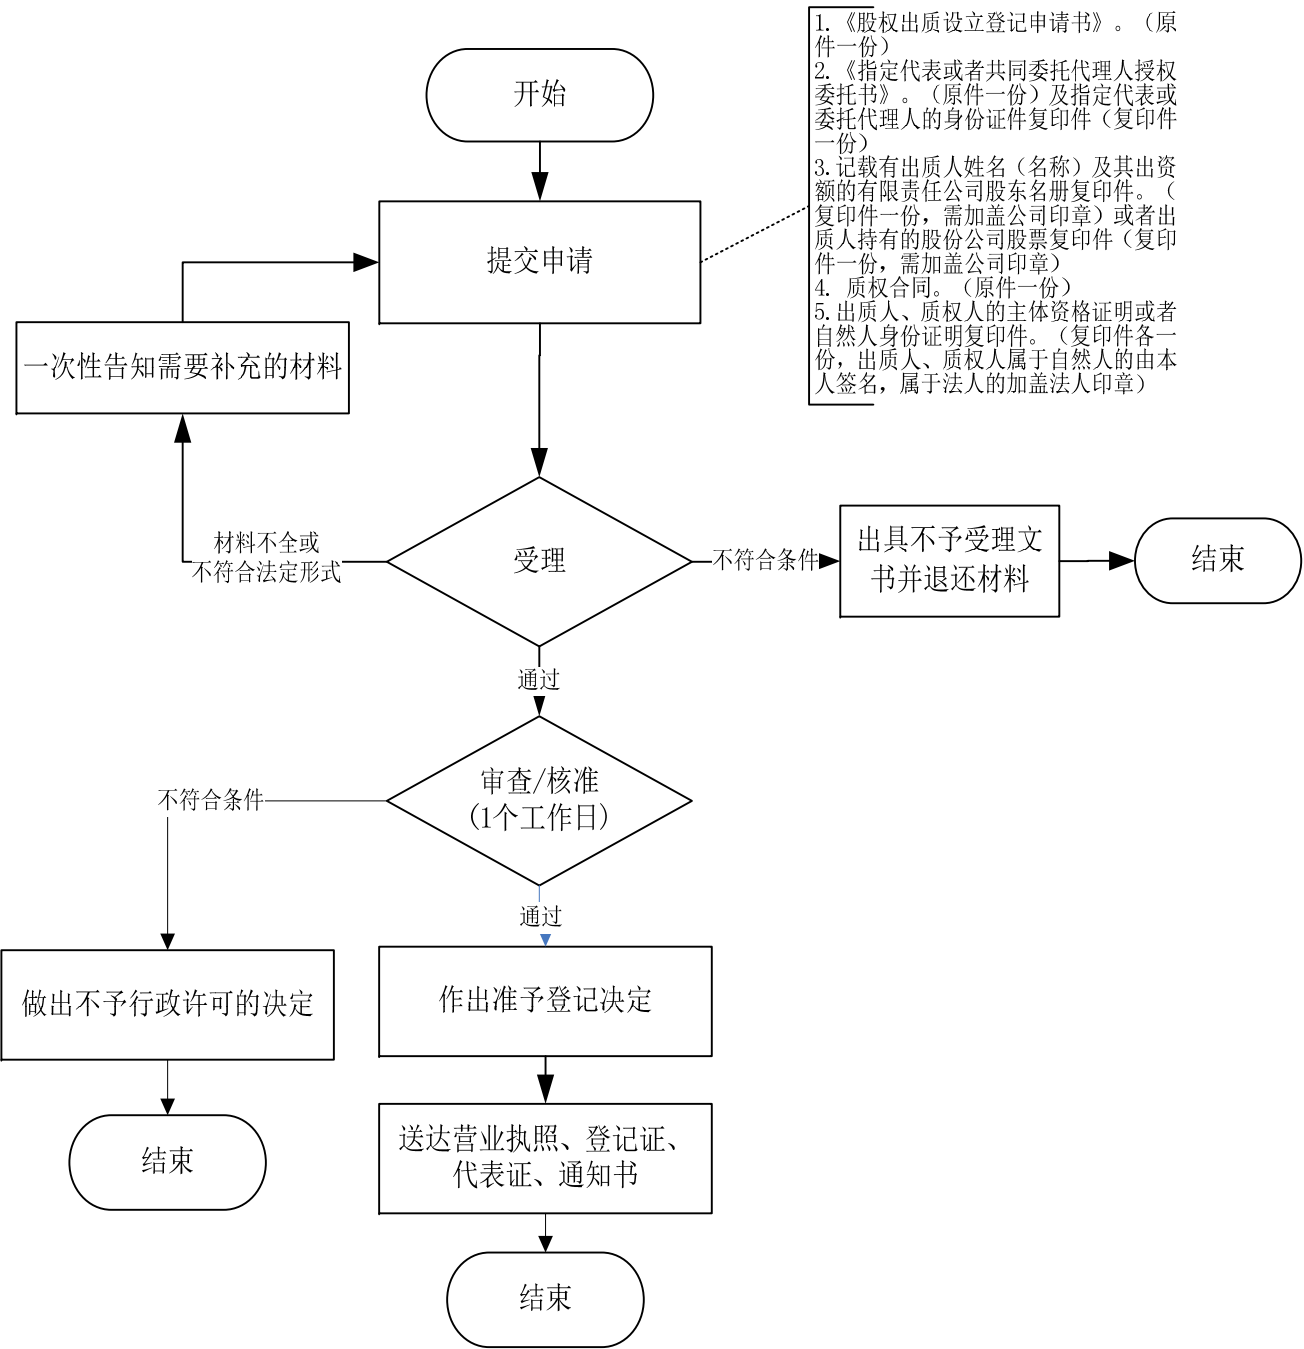 开始
1.《股权出质设立登记申请书》。（原
件一份）
2.《指定代表或者共同委托代理人授权
委托书》。（原件一份）及指定代表或
委托代理人的身份证件复印件（复印件
一份）
3.记载有出质人姓名（名称）及其出资
额的有限责任公司股东名册复印件。（
复印件一份，需加盖公司印章）或者出
质人持有的股份公司股票复印件（复印
件一份，需加盖公司印章）
4. 质权合同。（原件一份）
5.出质人、质权人的主体资格证明或者
自然人身份证明复印件。（复印件各一
份，出质人、质权人属于自然人的由本
人签名，属于法人的加盖法人印章）
提交申请
一次性告知需要补充的材料
材料不全或
不符合法定形式
受理
不符合条件
出具不予受理文
书并退还材料
结束
通过
审查/核准
(1个工作日)
不符合条件
通过
做出不予行政许可的决定
作出准予登记决定
结束
送达营业执照、登记证、
代表证、通知书
结束